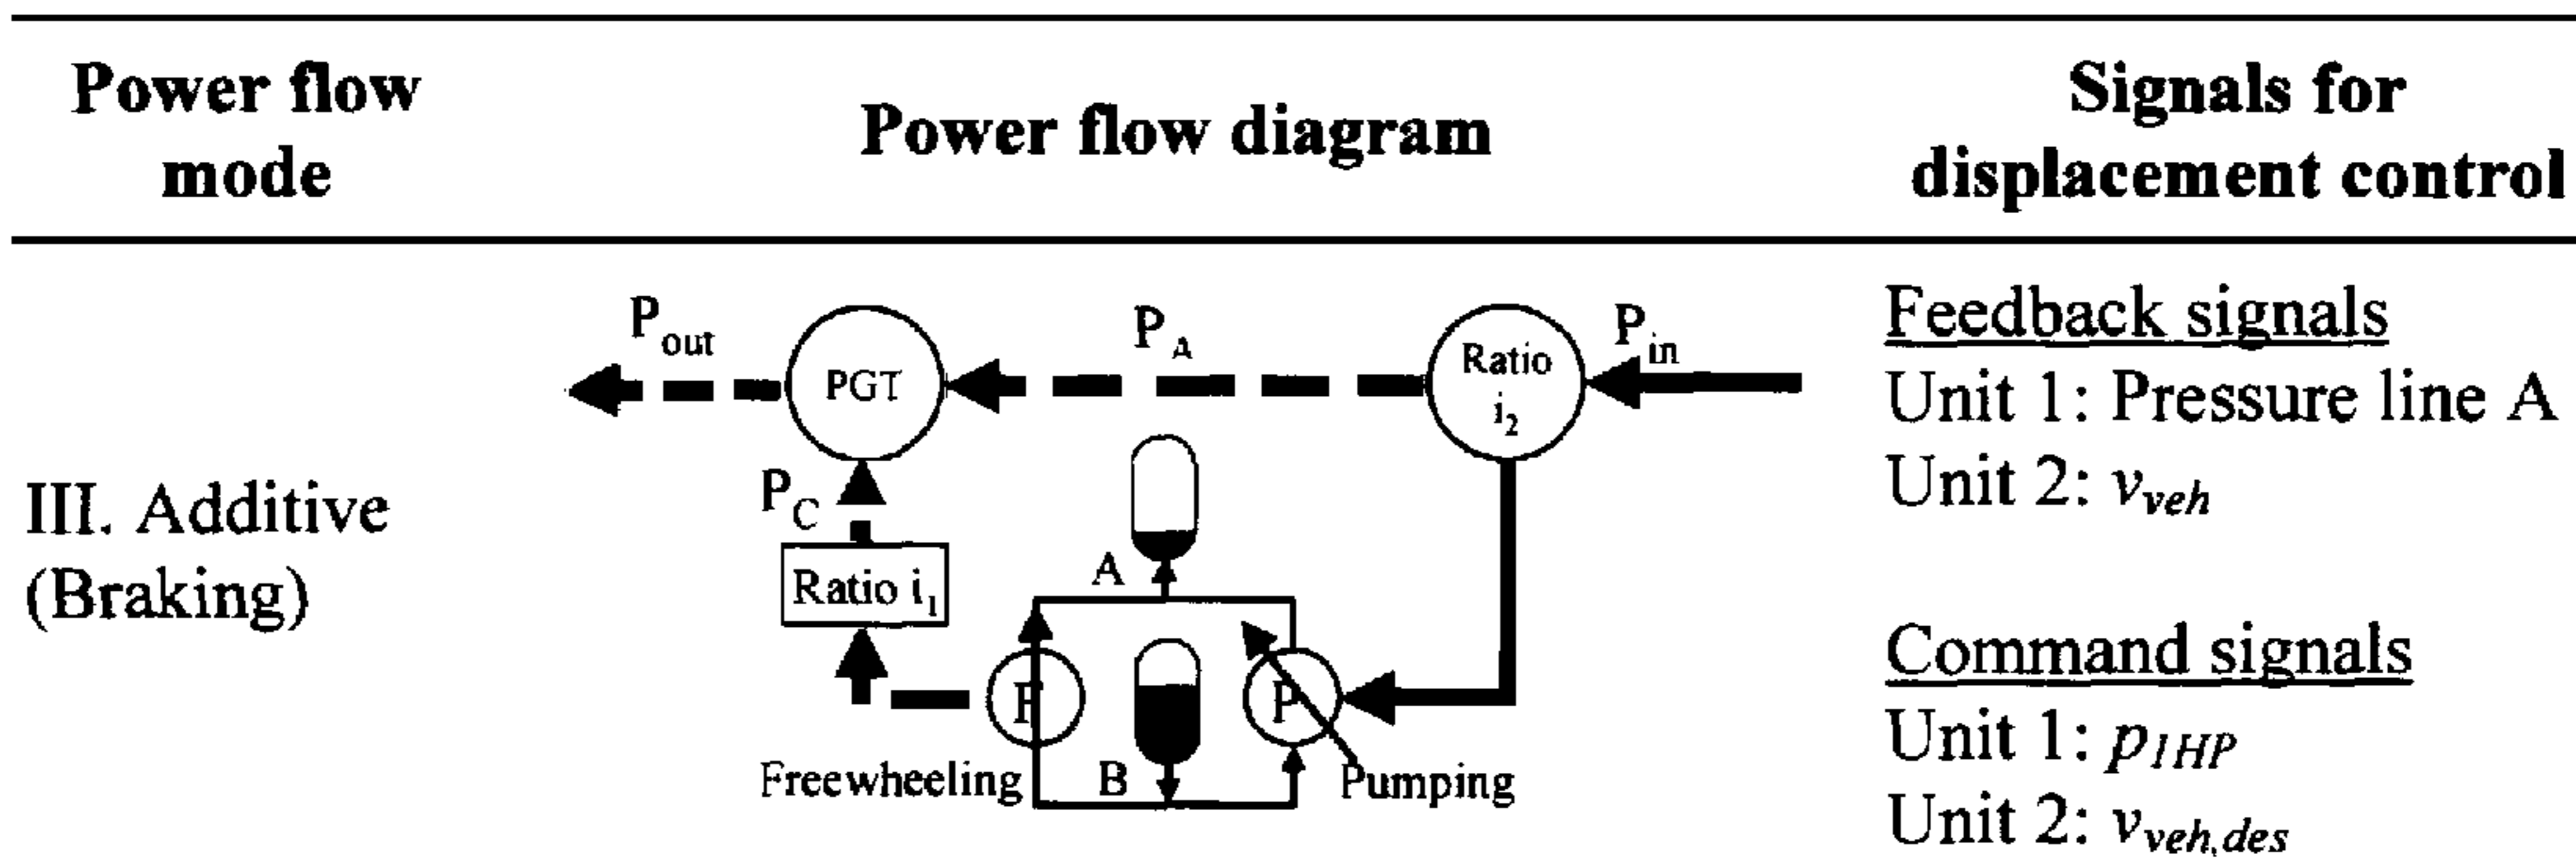 Power flow
mode
Power flow diagram
Signals for
displacement control
III. Additive
(Braking)
P_out
P_A
P_in
PGT
Ratio
i_2
P_C
Ratio i_1
A
F
P
Freewheeling
B
Pumping
Feedback signals
Unit 1: Pressure line A
Unit 2: v_veh
Command signals
Unit 1: p_1HP
Unit 2: v_veh,des